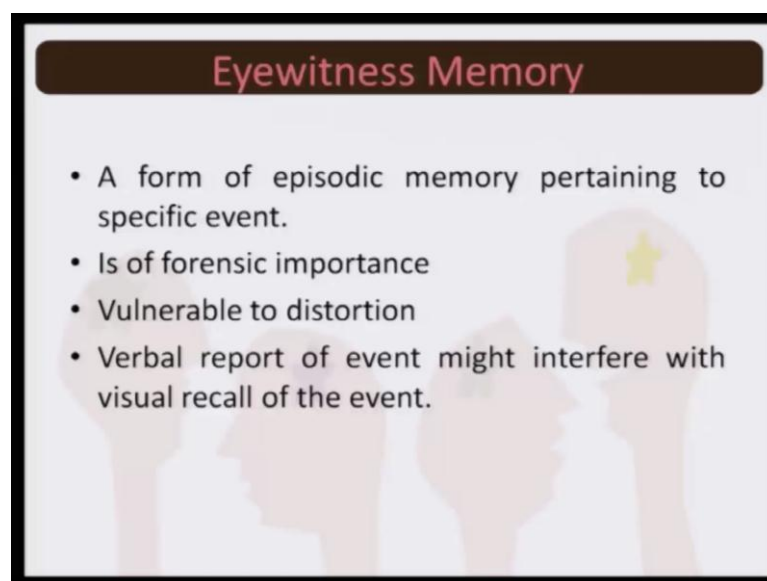 Eyewitness Memory
• A form of episodic memory pertaining to
specific event.
• Is of forensic importance
• Vulnerable to distortion
• Verbal report of event might interfere with
visual recall of the event.